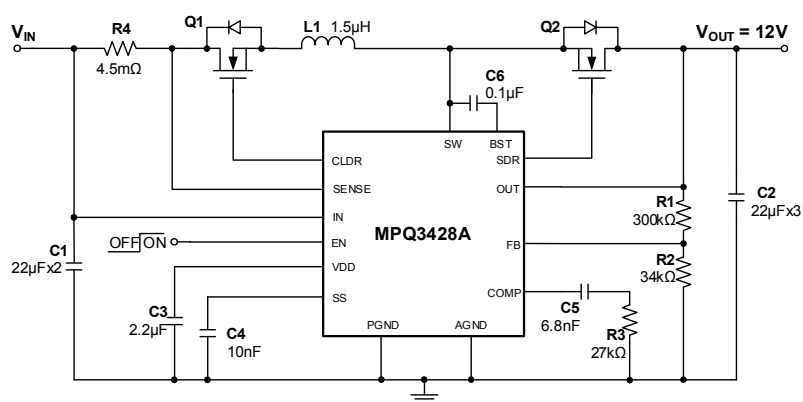 Q1
L1 1.5µH
Q2
VIN
R4
4.5mΩ
VOUT = 12V
C6
0.1µF
SW
BST
CLDR
SDR
SENSE
OUT
IN
R1
300kΩ
C2
22µFx3
MPQ3428A
OFF ON
EN
FB
C1
22µFx2
VDD
R2
34kΩ
SS
COMP
C3
2.2µF
C4
10nF
PGND
AGND
C5
6.8nF
R3
27kΩ